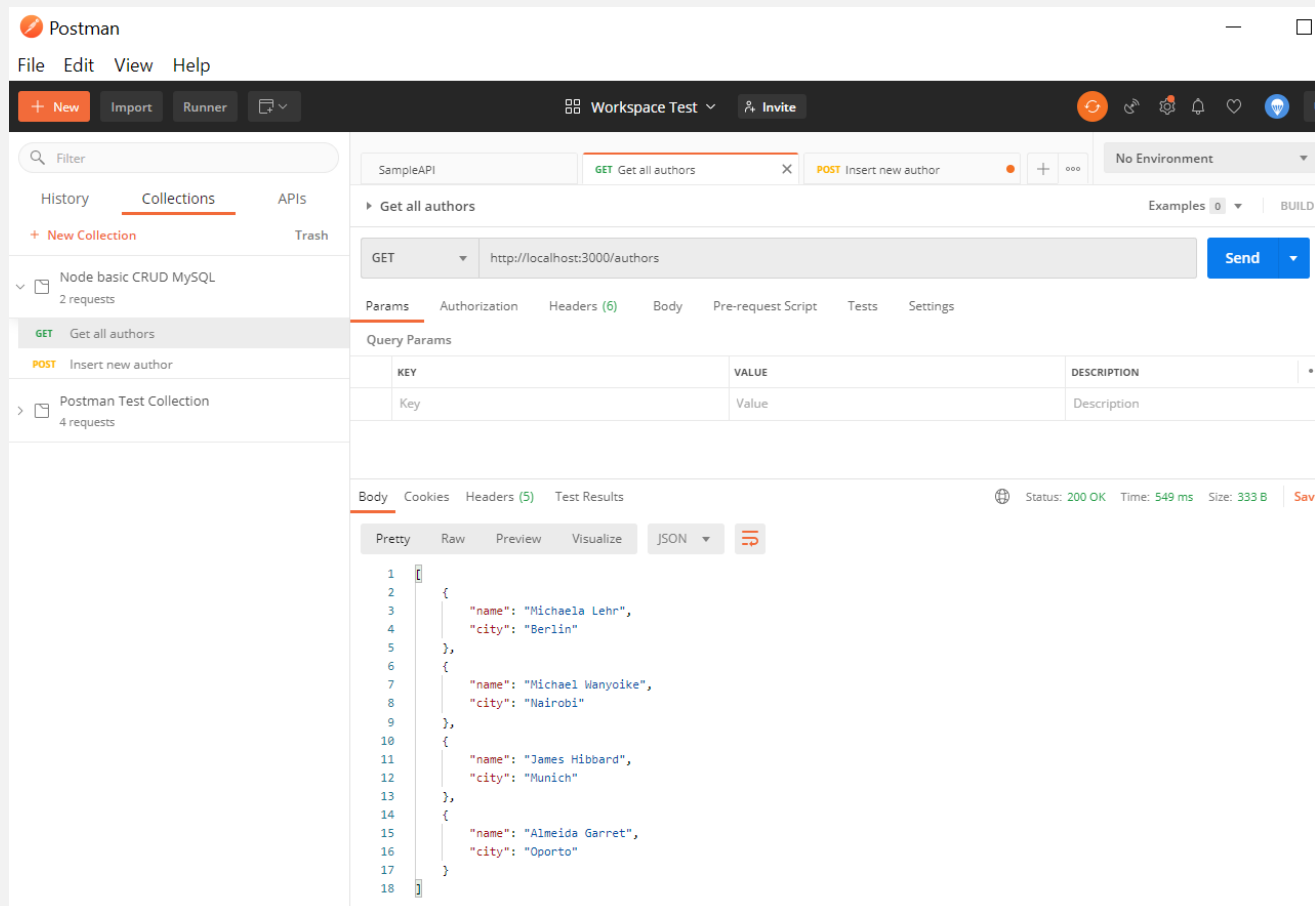 Postman
File Edit View Help
+ New Import Runner Workspace Test Invite
Filter
History Collections APIs
+ New Collection Trash
Node basic CRUD MySQL
2 requests
GET Get all authors
POST Insert new author
Postman Test Collection
4 requests
SampleAPI GET Get all authors POST Insert new author No Environment
Get all authors Examples 0 BUILD
GET http://localhost:3000/authors Send
Params Authorization Headers (6) Body Pre-request Script Tests Settings
Query Params
KEY VALUE DESCRIPTION
Key Value Description
Body Cookies Headers (5) Test Results Status: 200 OK Time: 549 ms Size: 333 B Sav
Pretty Raw Preview Visualize JSON
1 [
2 {
3 "name": "Michaela Lehr",
4 "city": "Berlin"
5 },
6 {
7 "name": "Michael Wanyoike",
8 "city": "Nairobi"
9 },
10 {
11 "name": "James Hibbard",
12 "city": "Munich"
13 },
14 {
15 "name": "Almeida Garret",
16 "city": "Oporto"
17 }
18 ]